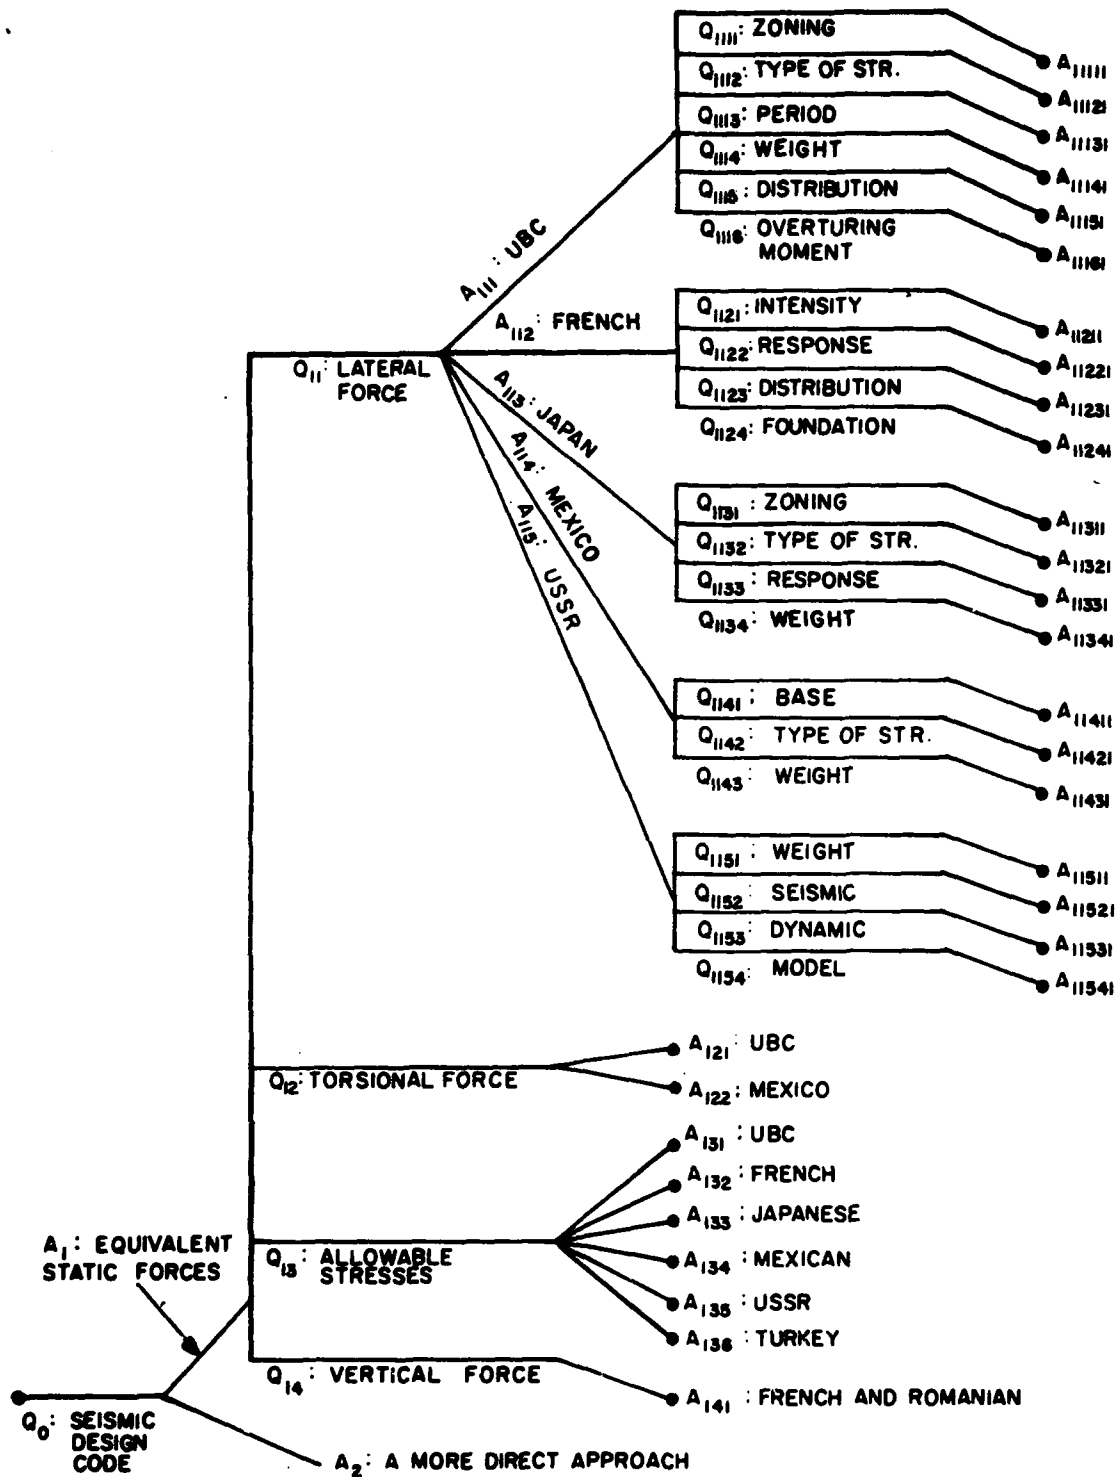 Q1111: ZONING
A11111
Q1112: TYPE OF STR.
A11121
Q1113: PERIOD
A11131
Q1114: WEIGHT
A11141
Q1115: DISTRIBUTION
A11151
Q1116: OVERTURING
MOMENT
A11161
A111: UBC
A112: FRENCH
A113: JAPAN
A114: MEXICO
A115: USSR
Q11: LATERAL
FORCE
Q1121: INTENSITY
A11211
Q1122: RESPONSE
A11221
Q1123: DISTRIBUTION
A11231
Q1124: FOUNDATION
A11241
Q1131: ZONING
A11311
Q1132: TYPE OF STR.
A11321
Q1133: RESPONSE
A11331
Q1134: WEIGHT
A11341
Q1141: BASE
A11411
Q1142: TYPE OF STR.
A11421
Q1143: WEIGHT
A11431
Q1151: WEIGHT
A11511
Q1152: SEISMIC
A11521
Q1153: DYNAMIC
A11531
Q1154: MODEL
A11541
Q12: TORSIONAL FORCE
A121: UBC
A122: MEXICO
Q13: ALLOWABLE
STRESSES
A131: UBC
A132: FRENCH
A133: JAPANESE
A134: MEXICAN
A135: USSR
A136: TURKEY
A1: EQUIVALENT
STATIC FORCES
Q14: VERTICAL FORCE
A141: FRENCH AND ROMANIAN
Q0: SEISMIC
DESIGN
CODE
A2: A MORE DIRECT APPROACH